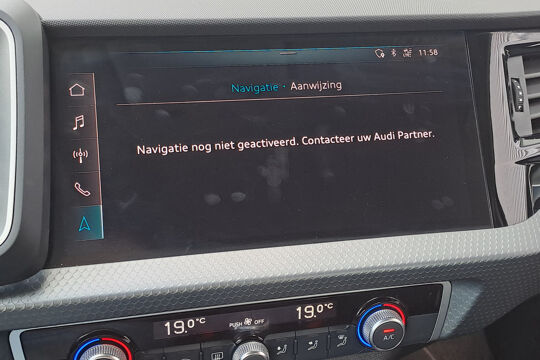 11:58
Navigatie • Aanwijzing
Navigatie nog niet geactiveerd. Contacteer uw Audi Partner.
19.0°C
PUSH OFF
19.0°C
A/C